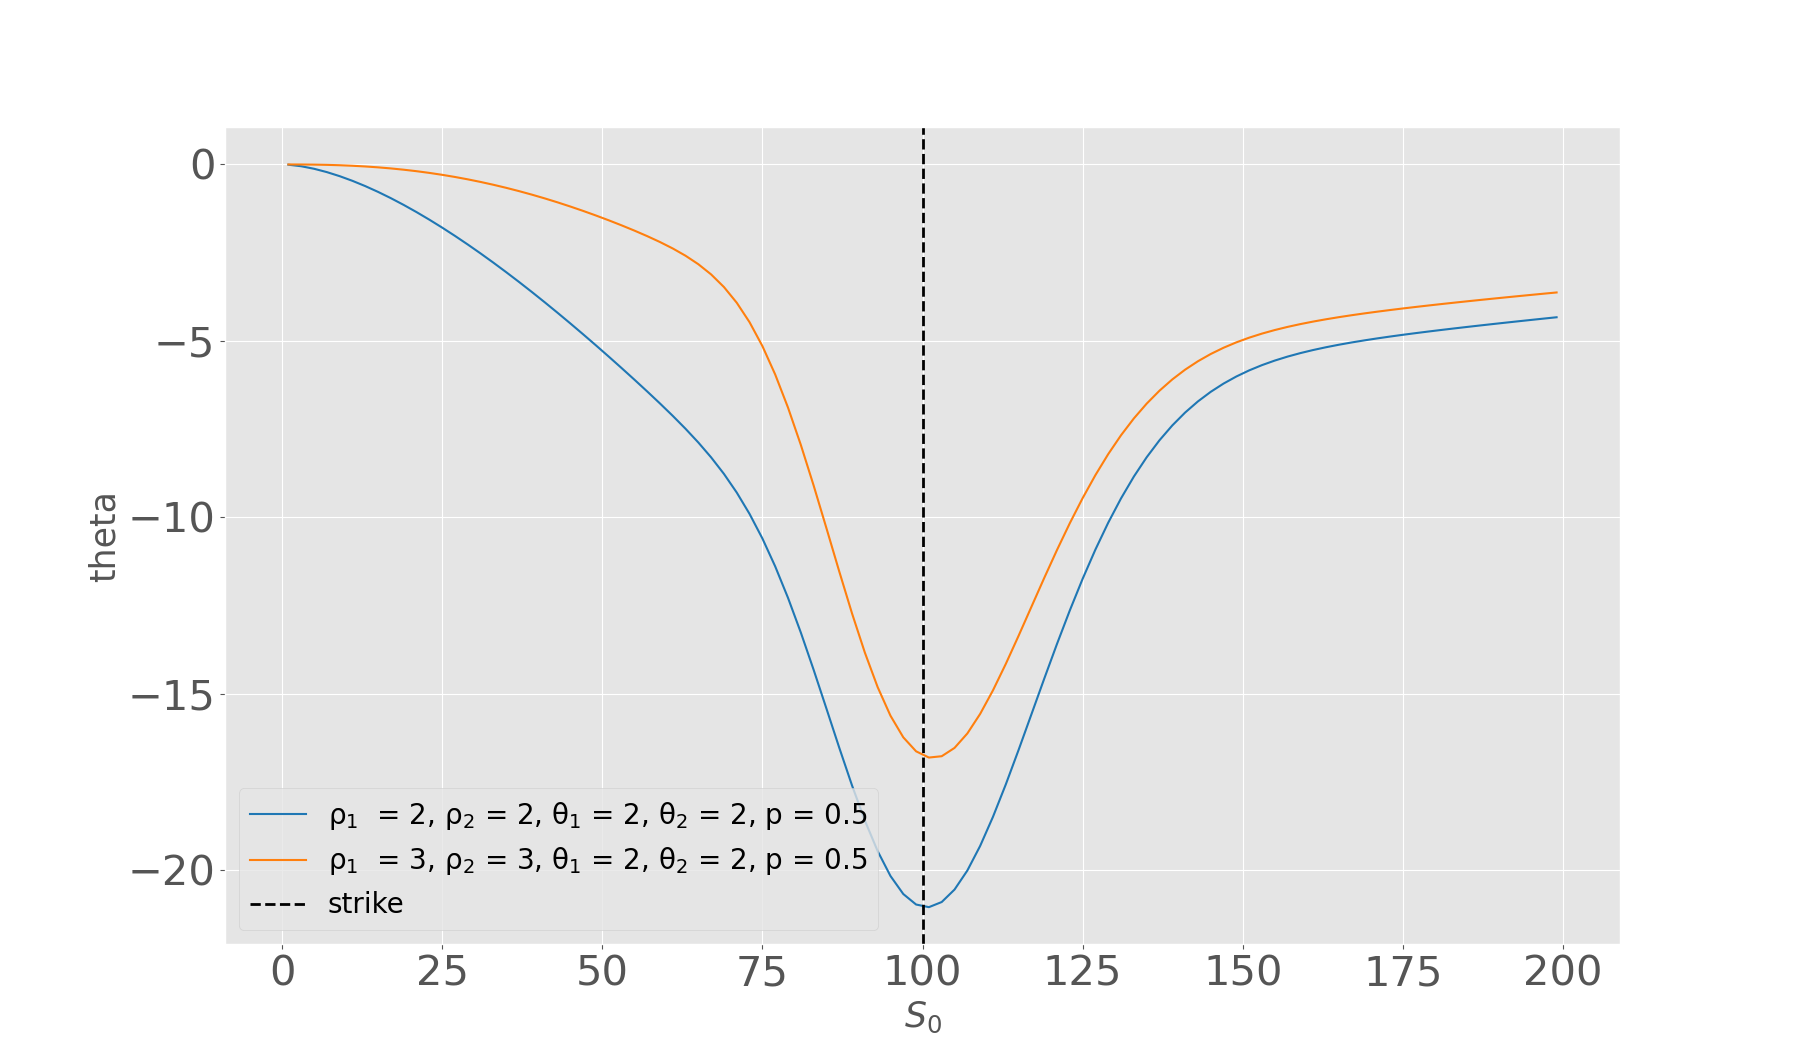 0
−5
−10
−15
−20
theta
ρ₁ = 2, ρ₂ = 2, θ₁ = 2, θ₂ = 2, p = 0.5
ρ₁ = 3, ρ₂ = 3, θ₁ = 2, θ₂ = 2, p = 0.5
strike
0 25 50 75 100 125 150 175 200
S₀